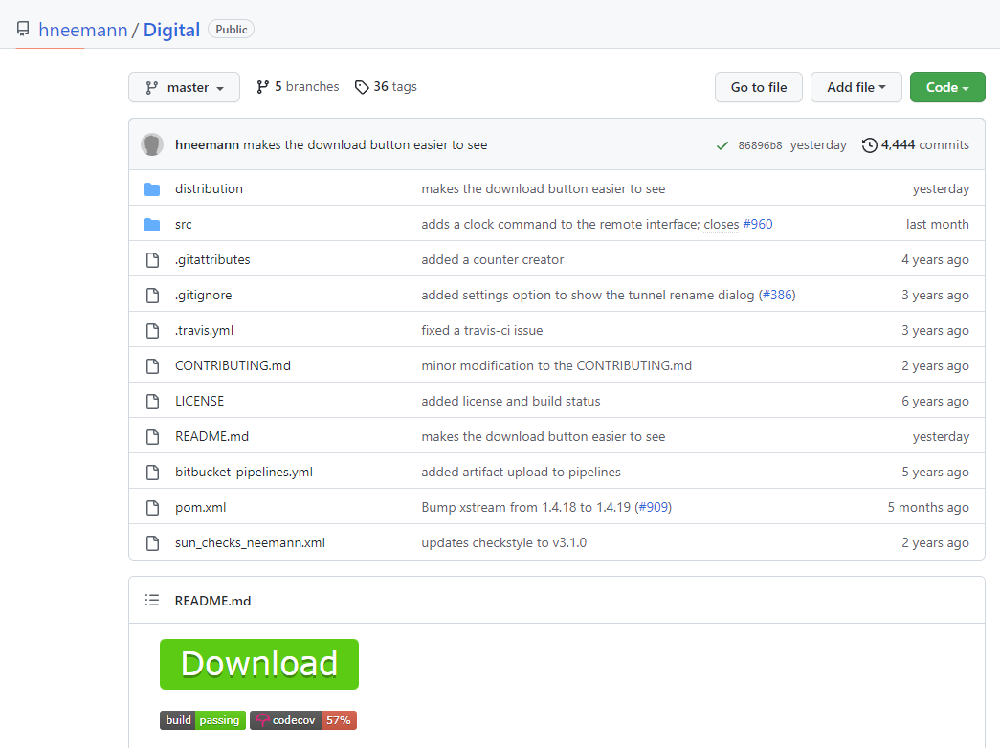 hneemann / Digital Public
master 5 branches 36 tags Go to file Add file Code
hneemann makes the download button easier to see 86896b8 yesterday 4,444 commits
distribution makes the download button easier to see yesterday
src adds a clock command to the remote interface; closes #960 last month
.gitattributes added a counter creator 4 years ago
.gitignore added settings option to show the tunnel rename dialog (#386) 3 years ago
.travis.yml fixed a travis-ci issue 3 years ago
CONTRIBUTING.md minor modification to the CONTRIBUTING.md 2 years ago
LICENSE added license and build status 6 years ago
README.md makes the download button easier to see yesterday
bitbucket-pipelines.yml added artifact upload to pipelines 5 years ago
pom.xml Bump xstream from 1.4.18 to 1.4.19 (#909) 5 months ago
sun_checks_neemann.xml updates checkstyle to v3.1.0 2 years ago
README.md
Download
build passing codecov 57%